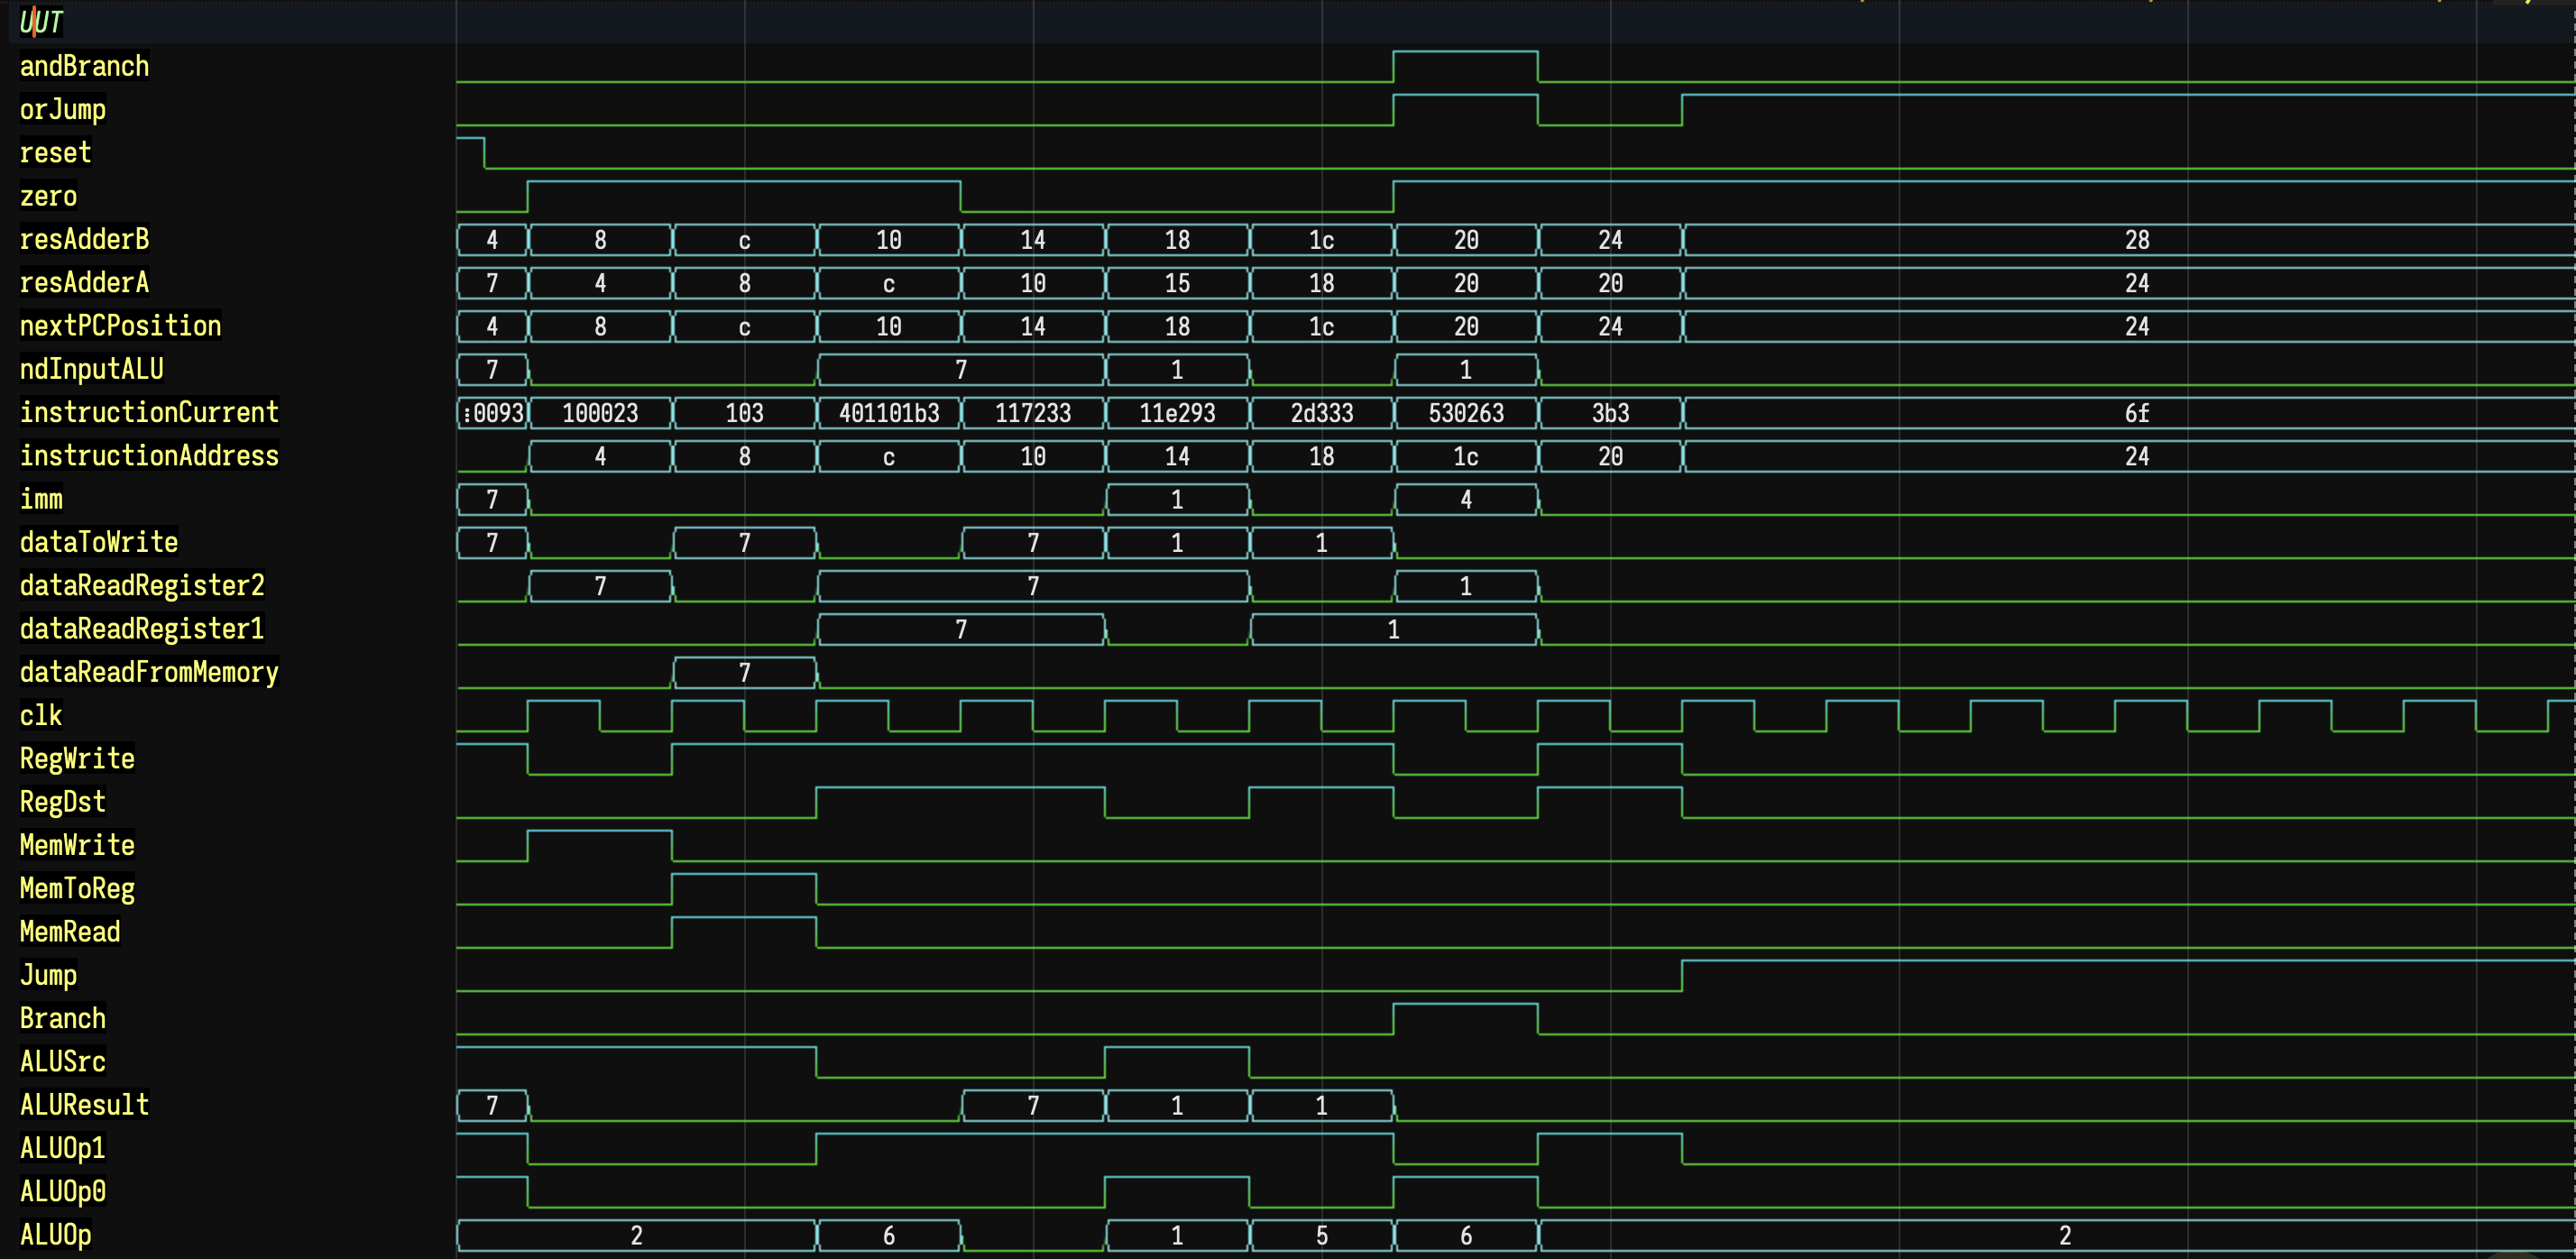 UUT
andBranch
orJump
reset
zero
resAdderB 4 8 c 10 14 18 1c 20 24 28
resAdderA 7 4 8 c 10 15 18 20 20 24
nextPCPosition 4 8 c 10 14 18 1c 20 24 24
ndInputALU 7 7 1 1
instructionCurrent :0093 100023 103 401101b3 117233 11e293 2d333 530263 3b3 6f
instructionAddress 4 8 c 10 14 18 1c 20 24
imm 7 1 4
dataToWrite 7 7 7 1 1
dataReadRegister2 7 7 1
dataReadRegister1 7 1
dataReadFromMemory 7
clk
RegWrite
RegDst
MemWrite
MemToReg
MemRead
Jump
Branch
ALUSrc
ALUResult 7 7 1 1
ALUOp1
ALUOp0
ALUOp 2 6 1 5 6 2